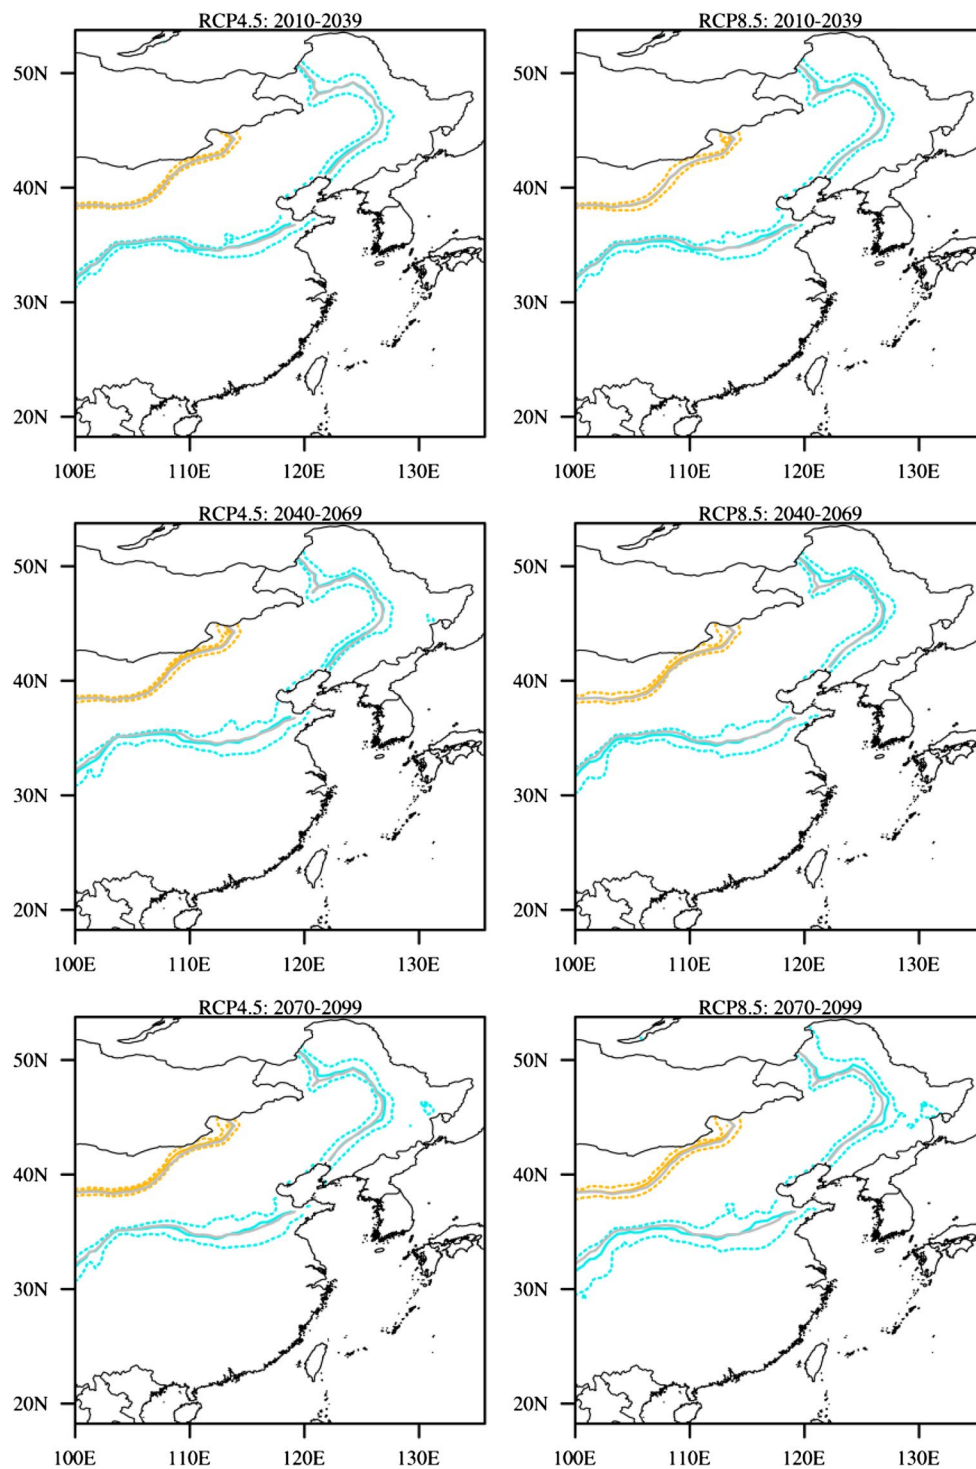 RCP4.5: 2010-2039
RCP8.5: 2010-2039
50N
50N
40N
40N
30N
30N
20N
20N
100E 110E 120E 130E
100E 110E 120E 130E
RCP4.5: 2040-2069
RCP8.5: 2040-2069
50N
50N
40N
40N
30N
30N
20N
20N
100E 110E 120E 130E
100E 110E 120E 130E
RCP4.5: 2070-2099
RCP8.5: 2070-2099
50N
50N
40N
40N
30N
30N
20N
20N
100E 110E 120E 130E
100E 110E 120E 130E